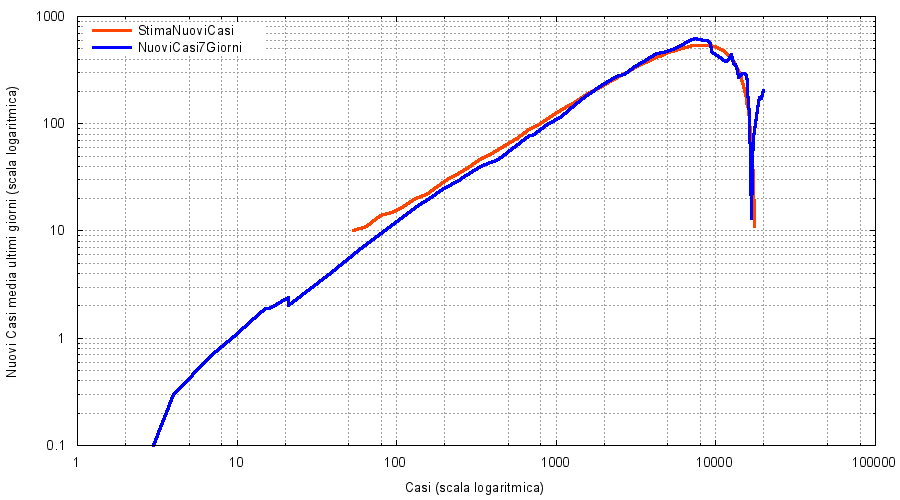 1000
100
10
1
0.1
StimaNuoviCasi
NuoviCasi7Giorni
Nuovi Casi media ultimi giorni (scala logaritmica)
1 10 100 1000 10000 100000
Casi (scala logaritmica)